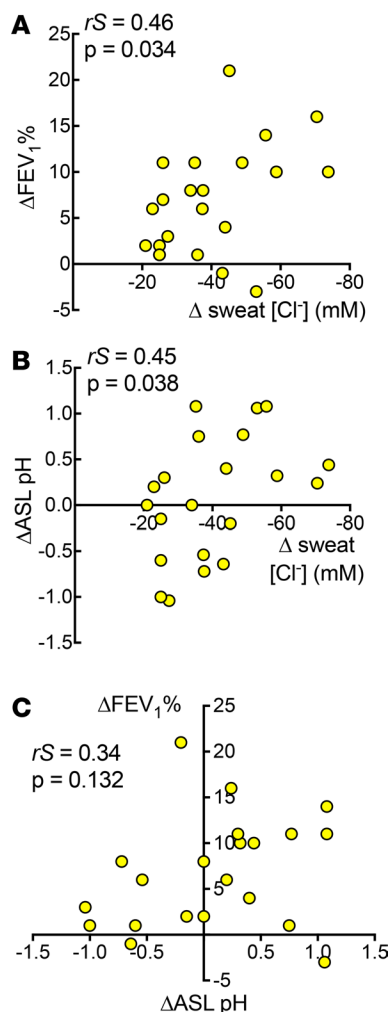 A
rS = 0.46
p = 0.034
25
20
15
10
5
0
-5
ΔFEV₁%
-20 -40 -60 -80
Δ sweat [Cl⁻] (mM)
B
rS = 0.45
p = 0.038
1.5
1.0
0.5
0.0
-0.5
-1.0
-1.5
ΔASL pH
-20 -40 -60 -80
Δ sweat
[Cl⁻] (mM)
C
ΔFEV₁%
rS = 0.34
p = 0.132
25
20
15
10
5
-5
-1.5 -1.0 -0.5 0.5 1.0 1.5
ΔASL pH